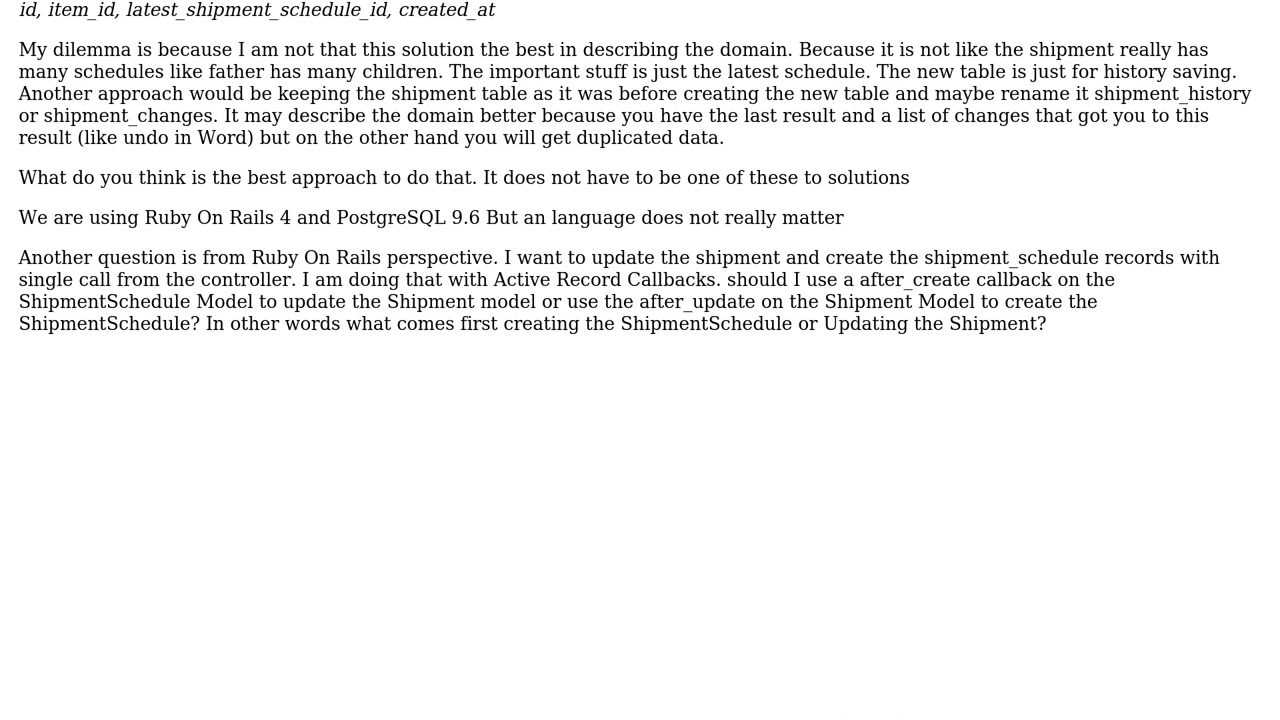 id, item_id, latest_shipment_schedule_id, created_at
My dilemma is because I am not that this solution the best in describing the domain. Because it is not like the shipment really has
many schedules like father has many children. The important stuff is just the latest schedule. The new table is just for history saving.
Another approach would be keeping the shipment table as it was before creating the new table and maybe rename it shipment_history
or shipment_changes. It may describe the domain better because you have the last result and a list of changes that got you to this
result (like undo in Word) but on the other hand you will get duplicated data.
What do you think is the best approach to do that. It does not have to be one of these to solutions
We are using Ruby On Rails 4 and PostgreSQL 9.6 But an language does not really matter
Another question is from Ruby On Rails perspective. I want to update the shipment and create the shipment_schedule records with
single call from the controller. I am doing that with Active Record Callbacks. should I use a after_create callback on the
ShipmentSchedule Model to update the Shipment model or use the after_update on the Shipment Model to create the
ShipmentSchedule? In other words what comes first creating the ShipmentSchedule or Updating the Shipment?